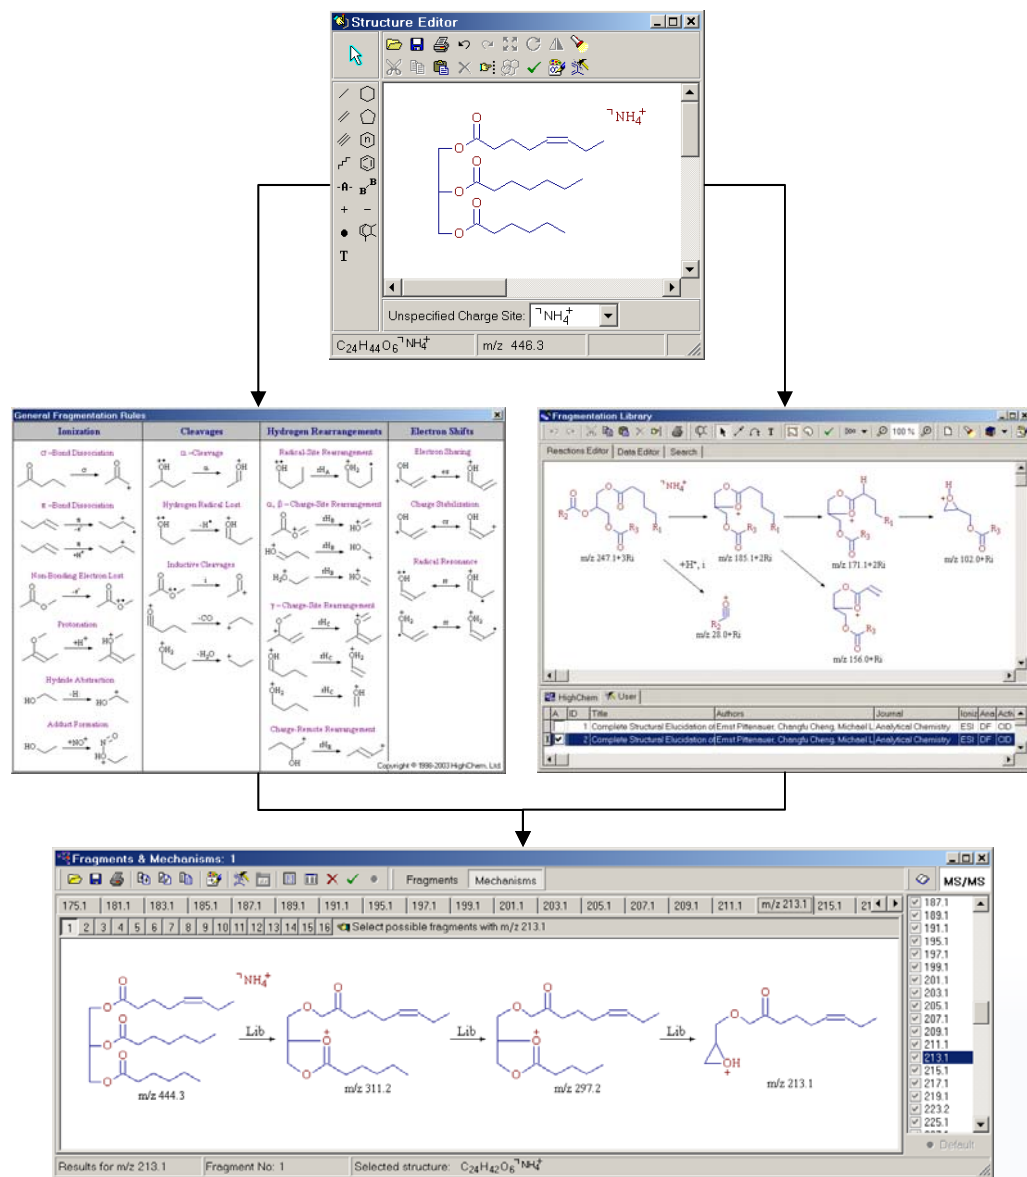 Structure Editor
NH4+
O
O
O
O
O
O
n
-A-
B B
+ −
T
Unspecified Charge Site: NH4+
C24H44O6 NH4+ m/z 446.3
General Fragmentation Rules
Ionization Cleavages Hydrogen Rearrangements Electron Shifts
σ-Bond Dissociation
π-Bond Dissociation
Non-Bonding Electron Lost
Protonation
Hydride Abstraction
Adduct Formation
α-Cleavage
Hydrogen Radical Lost
Inductive Cleavages
-CO
-H2O
Radical-Site Rearrangement
α, β-Charge-Site Rearrangement
γ-Charge-Site Rearrangement
Charge-Remote Rearrangement
Electron Sharing
Charge Stabilization
Radical Resonance
Copyright © 1998-2003 HighChem, Ltd
Fragmentation Library
100 %
Reactions Editor Data Editor Search
NH4+
m/z 247.1+3Ri
m/z 185.1+2Ri
m/z 171.1+2Ri
m/z 102.0+Ri
+H+, i
m/z 28.0+Ri
m/z 156.0+Ri
HighChem User
A ID Title Authors Journal Ioniz Ana Acti
1 Complete Structural Elucidation of Ernst Pittenauer, Changfu Cheng, Michael L Analytical Chemistry ESI DF CID
2 Complete Structural Elucidation of Ernst Pittenauer, Changfu Cheng, Michael L Analytical Chemistry ESI DF CID
Fragments & Mechanisms: 1
Fragments Mechanisms
MS/MS
175.1 181.1 183.1 185.1 187.1 189.1 191.1 195.1 197.1 199.1 201.1 203.1 205.1 207.1 209.1 211.1 m/z 213.1 215.1 21
1 2 3 4 5 6 7 8 9 10 11 12 13 14 15 16 Select possible fragments with m/z 213.1
NH4+
Lib
Lib
Lib
m/z 444.3
m/z 311.2
m/z 297.2
m/z 213.1
187.1
189.1
191.1
195.1
197.1
199.1
201.1
203.1
205.1
207.1
209.1
211.1
213.1
215.1
217.1
219.1
223.2
225.1
Default
Results for m/z 213.1 Fragment No: 1 Selected structure: C24H42O6 NH4+